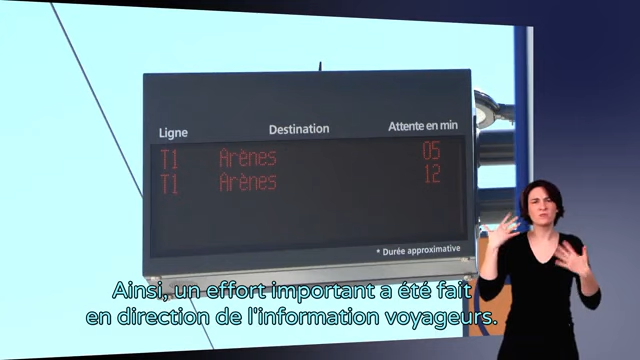 Ligne Destination Attente en min
T1 Arènes 05
T1 Arènes 12
* Durée approximative
Ainsi, un effort important a été fait
en direction de l'information voyageurs.